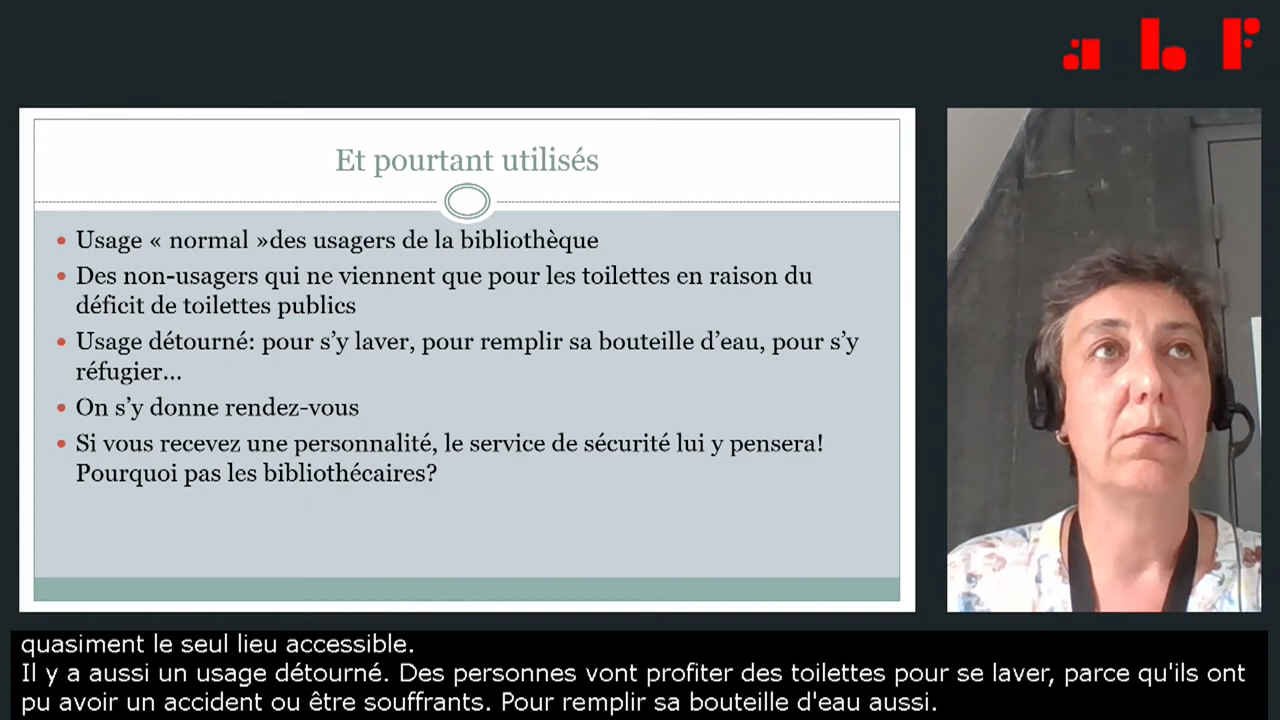 abf
Et pourtant utilisés
Usage « normal »des usagers de la bibliothèque
Des non-usagers qui ne viennent que pour les toilettes en raison du
déficit de toilettes publics
Usage détourné: pour s’y laver, pour remplir sa bouteille d’eau, pour s’y
réfugier…
On s’y donne rendez-vous
Si vous recevez une personnalité, le service de sécurité lui y pensera!
Pourquoi pas les bibliothécaires?
quasiment le seul lieu accessible.
Il y a aussi un usage détourné. Des personnes vont profiter des toilettes pour se laver, parce qu'ils ont
pu avoir un accident ou être souffrants. Pour remplir sa bouteille d'eau aussi.